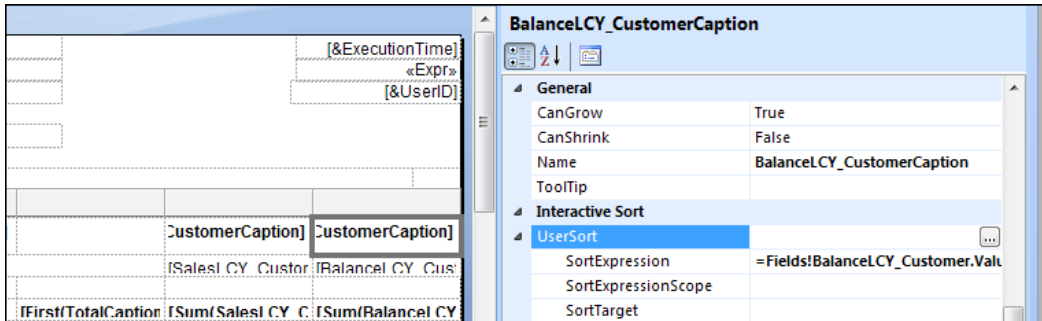 [&ExecutionTime]
«Expr»
[&UserID]
CustomerCaption] CustomerCaption]
[SalesLCY_Custor [BalanceLCY_Cus
[First(TotalCaption [Sum(SalesLCY_C [Sum(BalanceLCY
BalanceLCY_CustomerCaption
General
CanGrow True
CanShrink False
Name BalanceLCY_CustomerCaption
ToolTip
Interactive Sort
UserSort ...
SortExpression =Fields!BalanceLCY_Customer.Valu
SortExpressionScope
SortTarget